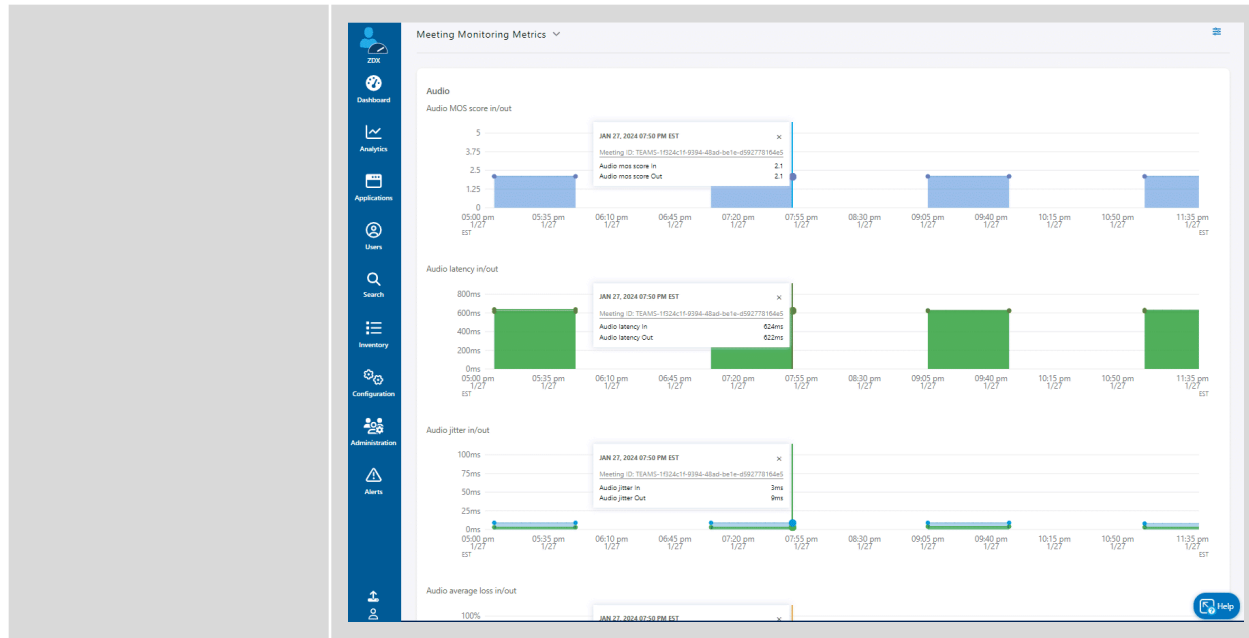 ZDX
Dashboard
Analytics
Applications
Users
Search
Inventory
Configuration
Administration
Alerts
Meeting Monitoring Metrics
Audio
Audio MOS score in/out
5
3.75
2.5
1.25
0
JAN 27, 2024 07:50 PM EST ×
Meeting ID: TEAMS-1f324c1f-9394-48ad-be1e-d592778164e5
Audio mos score In 2.1
Audio mos score Out 2.1
05:00 pm 05:35 pm 06:10 pm 06:45 pm 07:20 pm 07:55 pm 08:30 pm 09:05 pm 09:40 pm 10:15 pm 10:50 pm 11:35 pm
1/27 1/27 1/27 1/27 1/27 1/27 1/27 1/27 1/27 1/27 1/27 1/27
EST EST
Audio latency in/out
800ms
600ms
400ms
200ms
0ms
JAN 27, 2024 07:50 PM EST ×
Meeting ID: TEAMS-1f324c1f-9394-48ad-be1e-d592778164e5
Audio latency In 624ms
Audio latency Out 622ms
05:00 pm 05:35 pm 06:10 pm 06:45 pm 07:20 pm 07:55 pm 08:30 pm 09:05 pm 09:40 pm 10:15 pm 10:50 pm 11:35 pm
1/27 1/27 1/27 1/27 1/27 1/27 1/27 1/27 1/27 1/27 1/27 1/27
EST EST
Audio jitter in/out
100ms
75ms
50ms
25ms
0ms
JAN 27, 2024 07:50 PM EST ×
Meeting ID: TEAMS-1f324c1f-9394-48ad-be1e-d592778164e5
Audio jitter In 3ms
Audio jitter Out 9ms
05:00 pm 05:35 pm 06:10 pm 06:45 pm 07:20 pm 07:55 pm 08:30 pm 09:05 pm 09:40 pm 10:15 pm 10:50 pm 11:35 pm
1/27 1/27 1/27 1/27 1/27 1/27 1/27 1/27 1/27 1/27 1/27 1/27
EST EST
Audio average loss in/out
100%
JAN 27, 2024 07:50 PM EST ×
Help